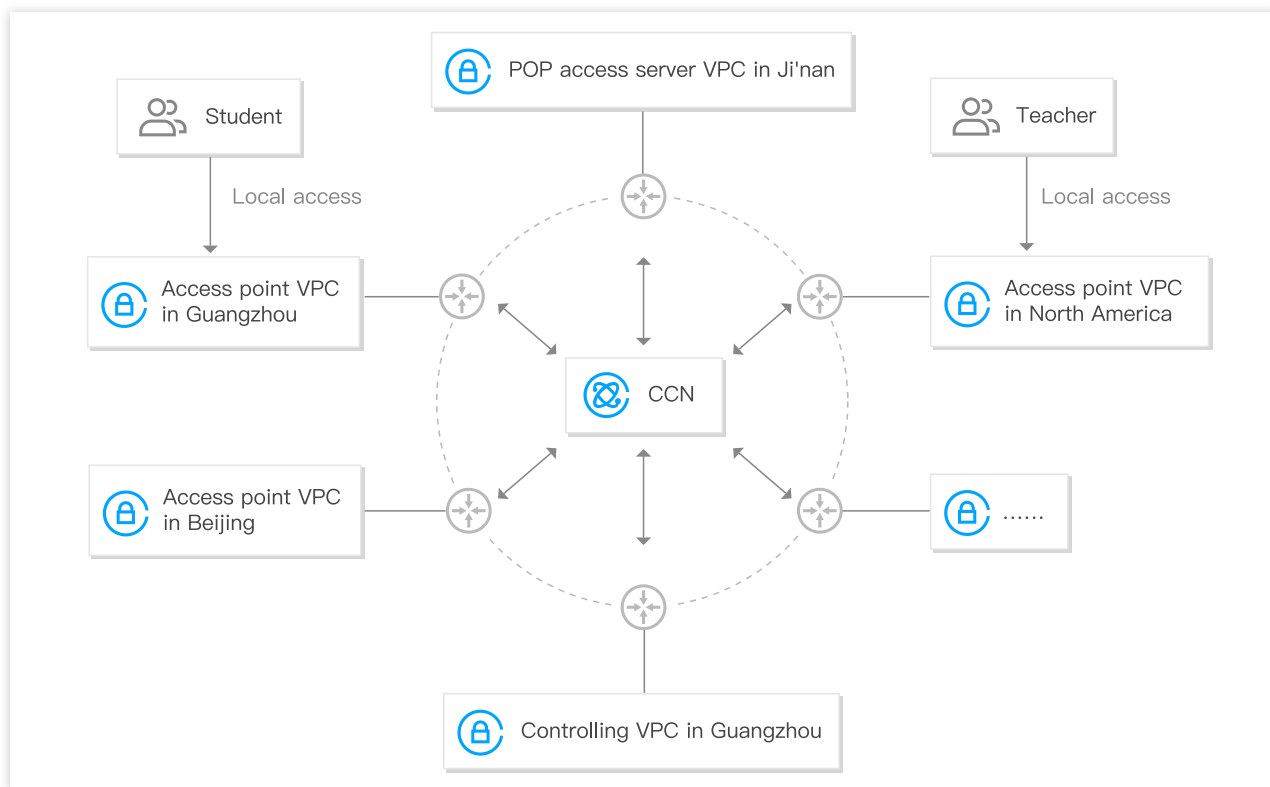 POP access server VPC in Ji'nan
Student
Teacher
Local access
Local access
Access point VPC
in Guangzhou
Access point VPC
in North America
CCN
Access point VPC
in Beijing
......
Controlling VPC in Guangzhou